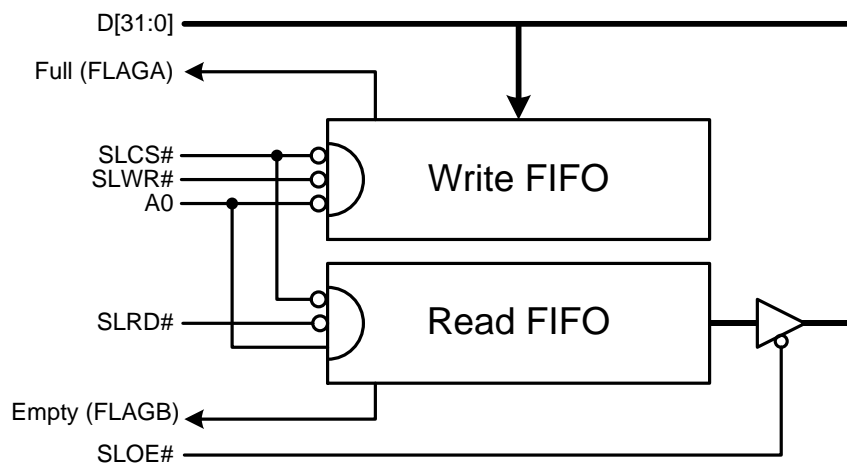 D[31:0]
Full (FLAGA)
SLCS#
SLWR#
A0
Write FIFO
SLRD#
Read FIFO
Empty (FLAGB)
SLOE#